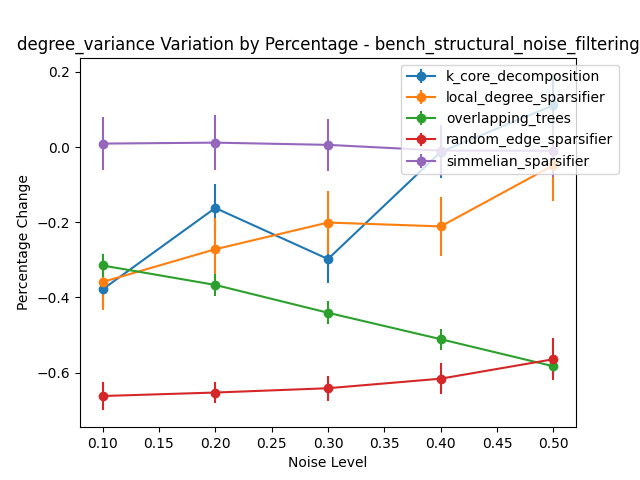 degree_variance Variation by Percentage - bench_structural_noise_filtering
k_core_decomposition
local_degree_sparsifier
overlapping_trees
random_edge_sparsifier
simmelian_sparsifier
Percentage Change
0.2
0.0
−0.2
−0.4
−0.6
0.10
0.15
0.20
0.25
0.30
0.35
0.40
0.45
0.50
Noise Level